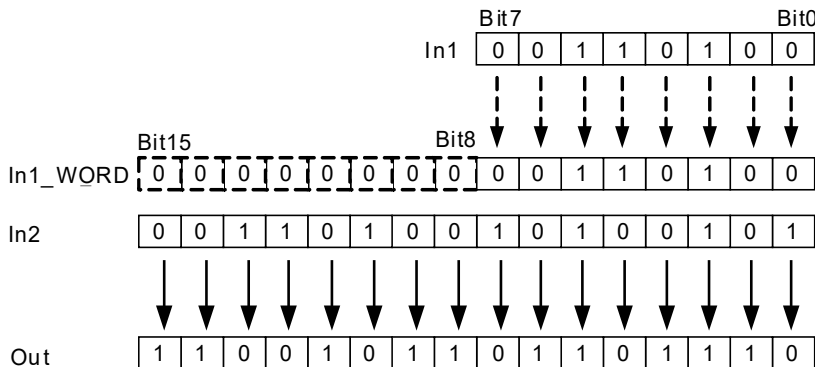 Bit7 Bit0
In1 0 0 1 1 0 1 0 0
Bit15 Bit8
In1_WORD 0 0 0 0 0 0 0 0 0 0 1 1 0 1 0 0
In2 0 0 1 1 0 1 0 0 1 0 1 0 0 1 0 1
Out 1 1 0 0 1 0 1 1 0 1 1 0 1 1 1 0